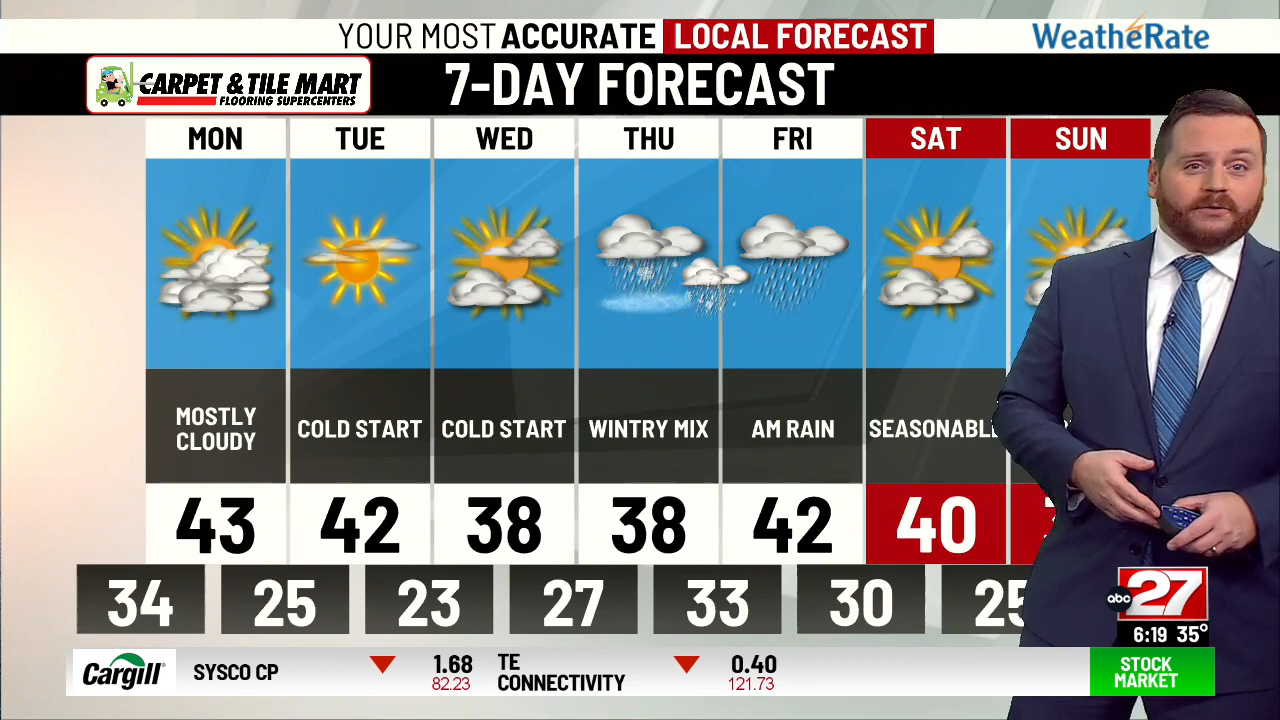 YOUR MOST ACCURATE LOCAL FORECAST
WeatheRate
CARPET & TILE MART
FLOORING SUPERCENTERS
7-DAY FORECAST
MON TUE WED THU FRI SAT SUN
MOSTLY
CLOUDY
COLD START
COLD START
WINTRY MIX
AM RAIN
SEASONABL
43 42 38 38 42 40
34 25 23 27 33 30 25
abc 27
6:19 35°
Cargill
SYSCO CP
1.68
82.23
TE
CONNECTIVITY
0.40
121.73
STOCK
MARKET